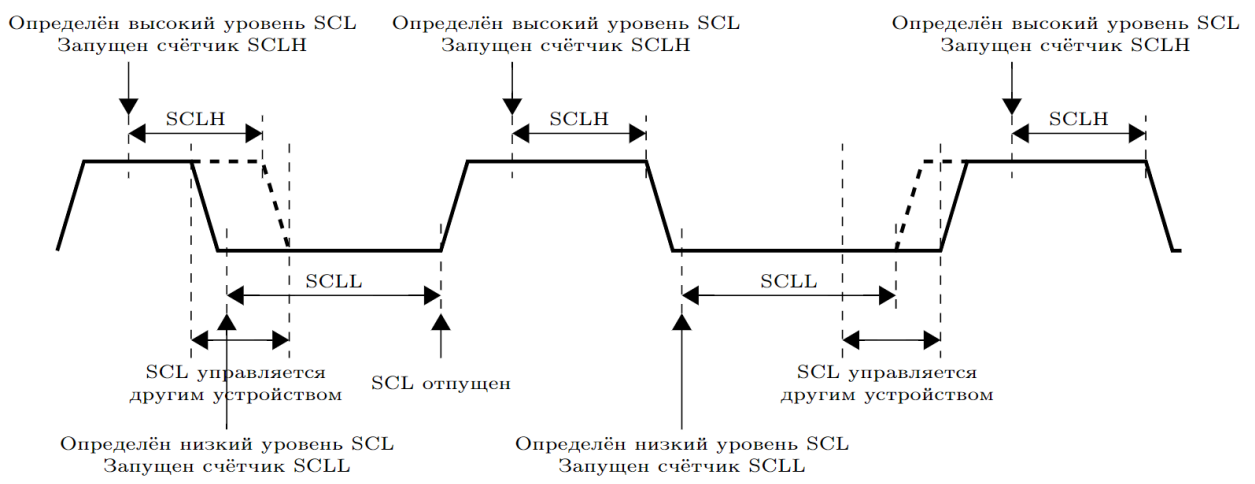 Определён высокий уровень SCL
Запущен счётчик SCLH
Определён высокий уровень SCL
Запущен счётчик SCLH
Определён высокий уровень SCL
Запущен счётчик SCLH
SCLH
SCLH
SCLH
SCLL
SCLL
SCL управляется
другим устройством
SCL отпущен
SCL управляется
другим устройством
Определён низкий уровень SCL
Запущен счётчик SCLL
Определён низкий уровень SCL
Запущен счётчик SCLL